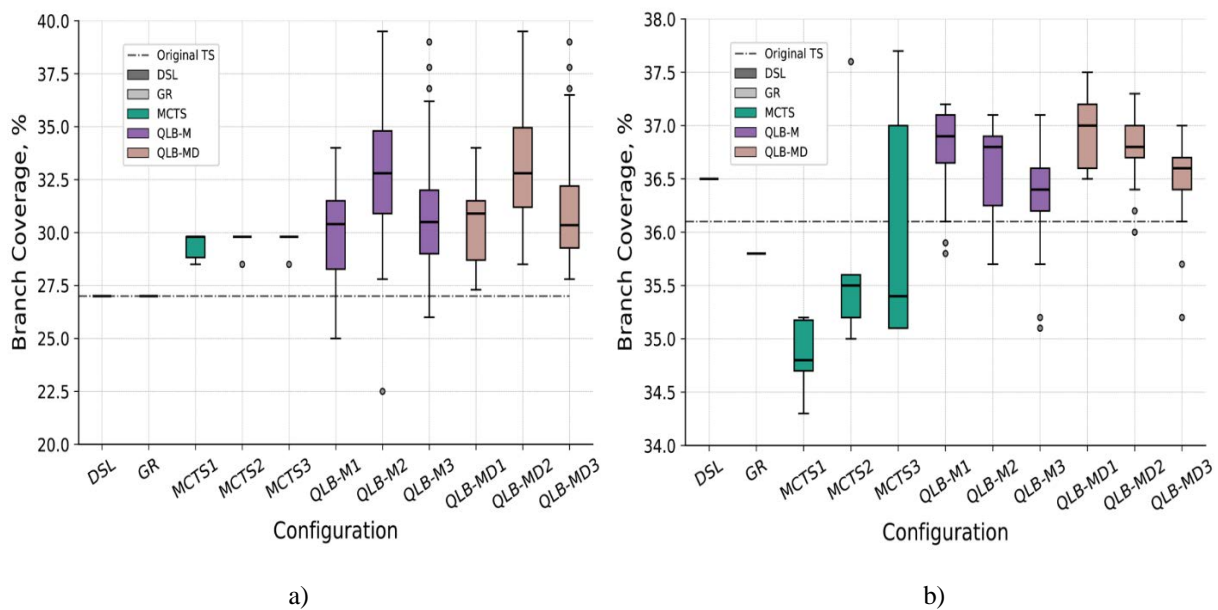 Branch Coverage, %
40.0
37.5
35.0
32.5
30.0
27.5
25.0
22.5
20.0
Original TS
DSL
GR
MCTS
QLB-M
QLB-MD
DSL
GR
MCTS1
MCTS2
MCTS3
QLB-M1
QLB-M2
QLB-M3
QLB-MD1
QLB-MD2
QLB-MD3
Configuration
a)
Branch Coverage, %
38.0
37.5
37.0
36.5
36.0
35.5
35.0
34.5
34.0
Original TS
DSL
GR
MCTS
QLB-M
QLB-MD
DSL
GR
MCTS1
MCTS2
MCTS3
QLB-M1
QLB-M2
QLB-M3
QLB-MD1
QLB-MD2
QLB-MD3
Configuration
b)